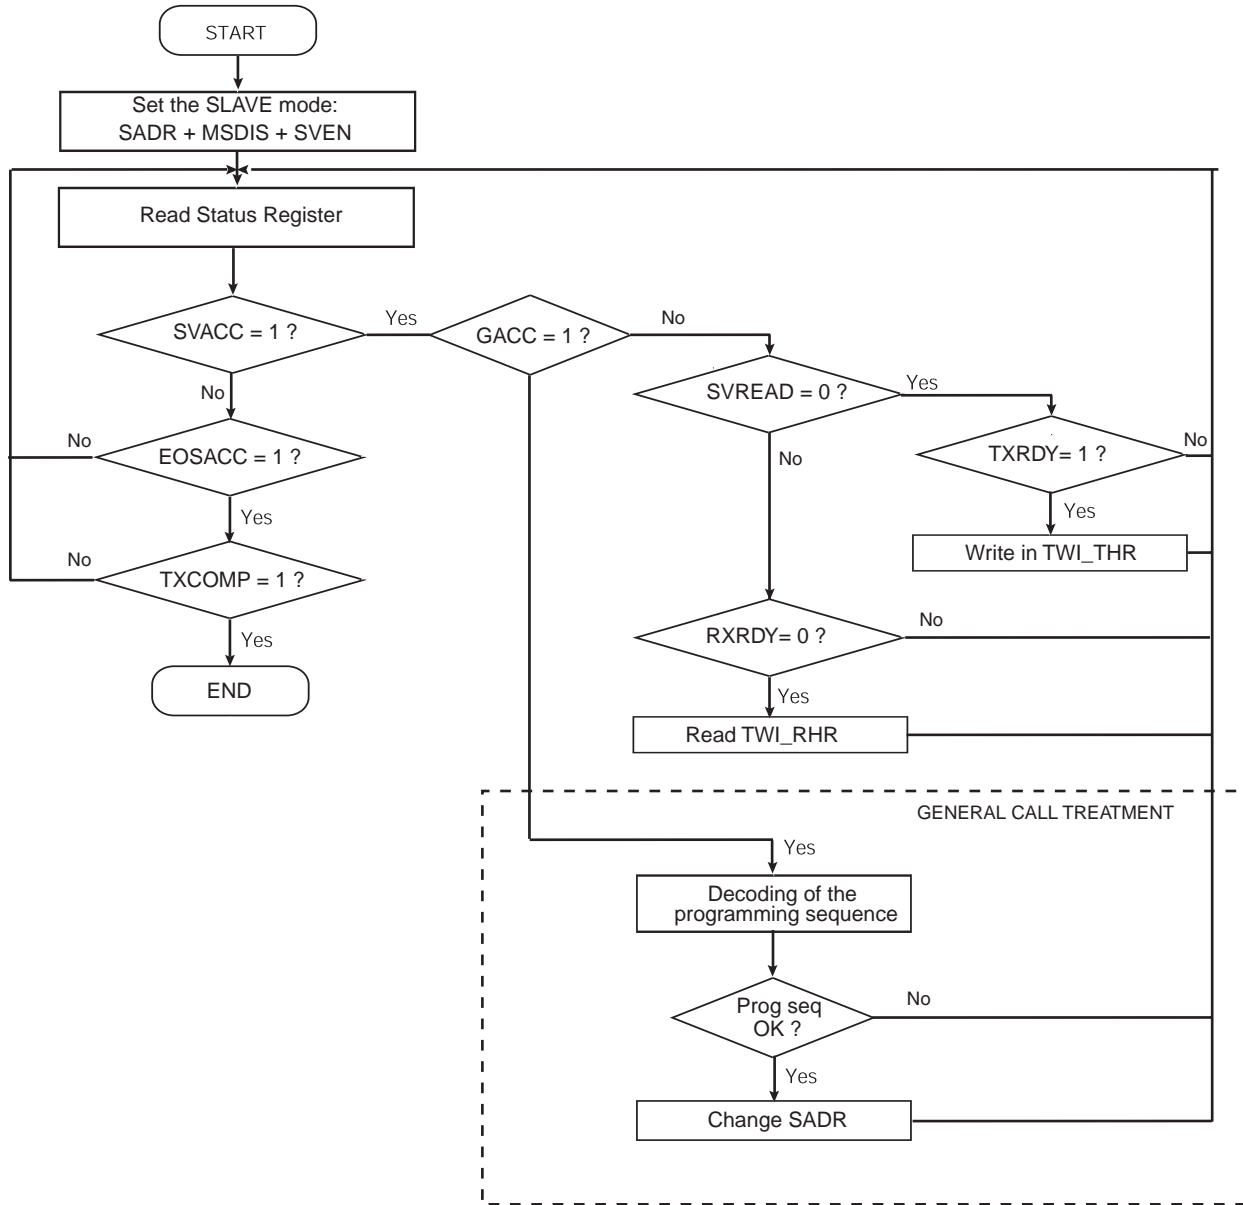 START
Set the SLAVE mode:
SADR + MSDIS + SVEN
Read Status Register
SVACC = 1 ?
Yes
GACC = 1 ?
No
SVREAD = 0 ?
Yes
No
No
EOSACC = 1 ?
No
TXRDY= 1 ?
No
Yes
Yes
Write in TWI_THR
No
TXCOMP = 1 ?
Yes
RXRDY= 0 ?
No
END
Yes
Read TWI_RHR
GENERAL CALL TREATMENT
Yes
Decoding of the
programming sequence
Prog seq
OK ?
No
Yes
Change SADR